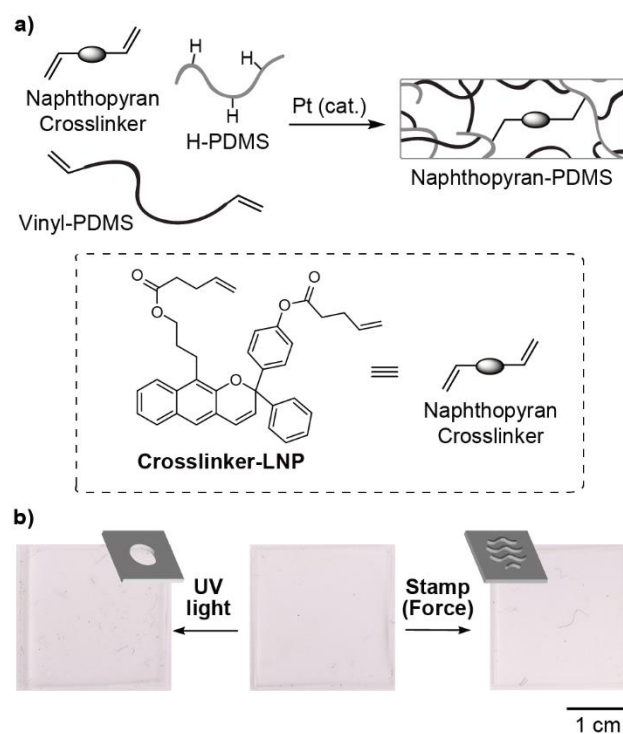 a)
H
H
H
Naphthopyran
Crosslinker
H-PDMS
Pt (cat.)
Naphthopyran-PDMS
Vinyl-PDMS
O
O
O
O
O
Naphthopyran
Crosslinker
Crosslinker-LNP
b)
UV
light
Stamp
(Force)
1 cm